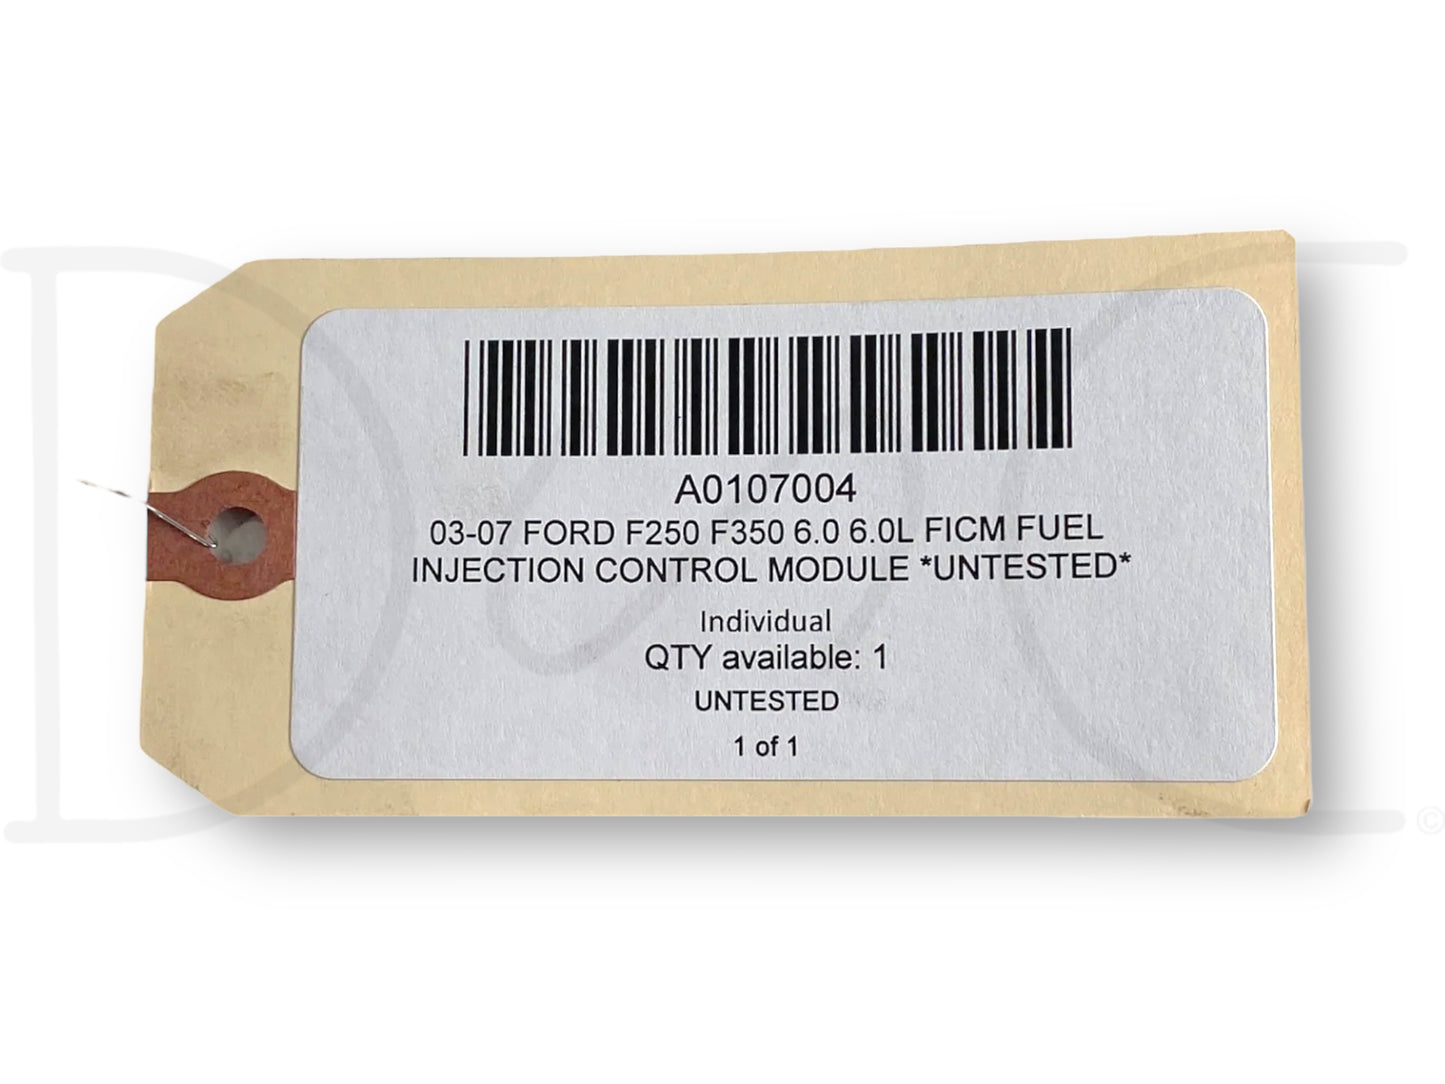 A0107004
03-07 FORD F250 F350 6.0 6.0L FICM FUEL
INJECTION CONTROL MODULE *UNTESTED*
Individual
QTY available: 1
UNTESTED
1 of 1
©